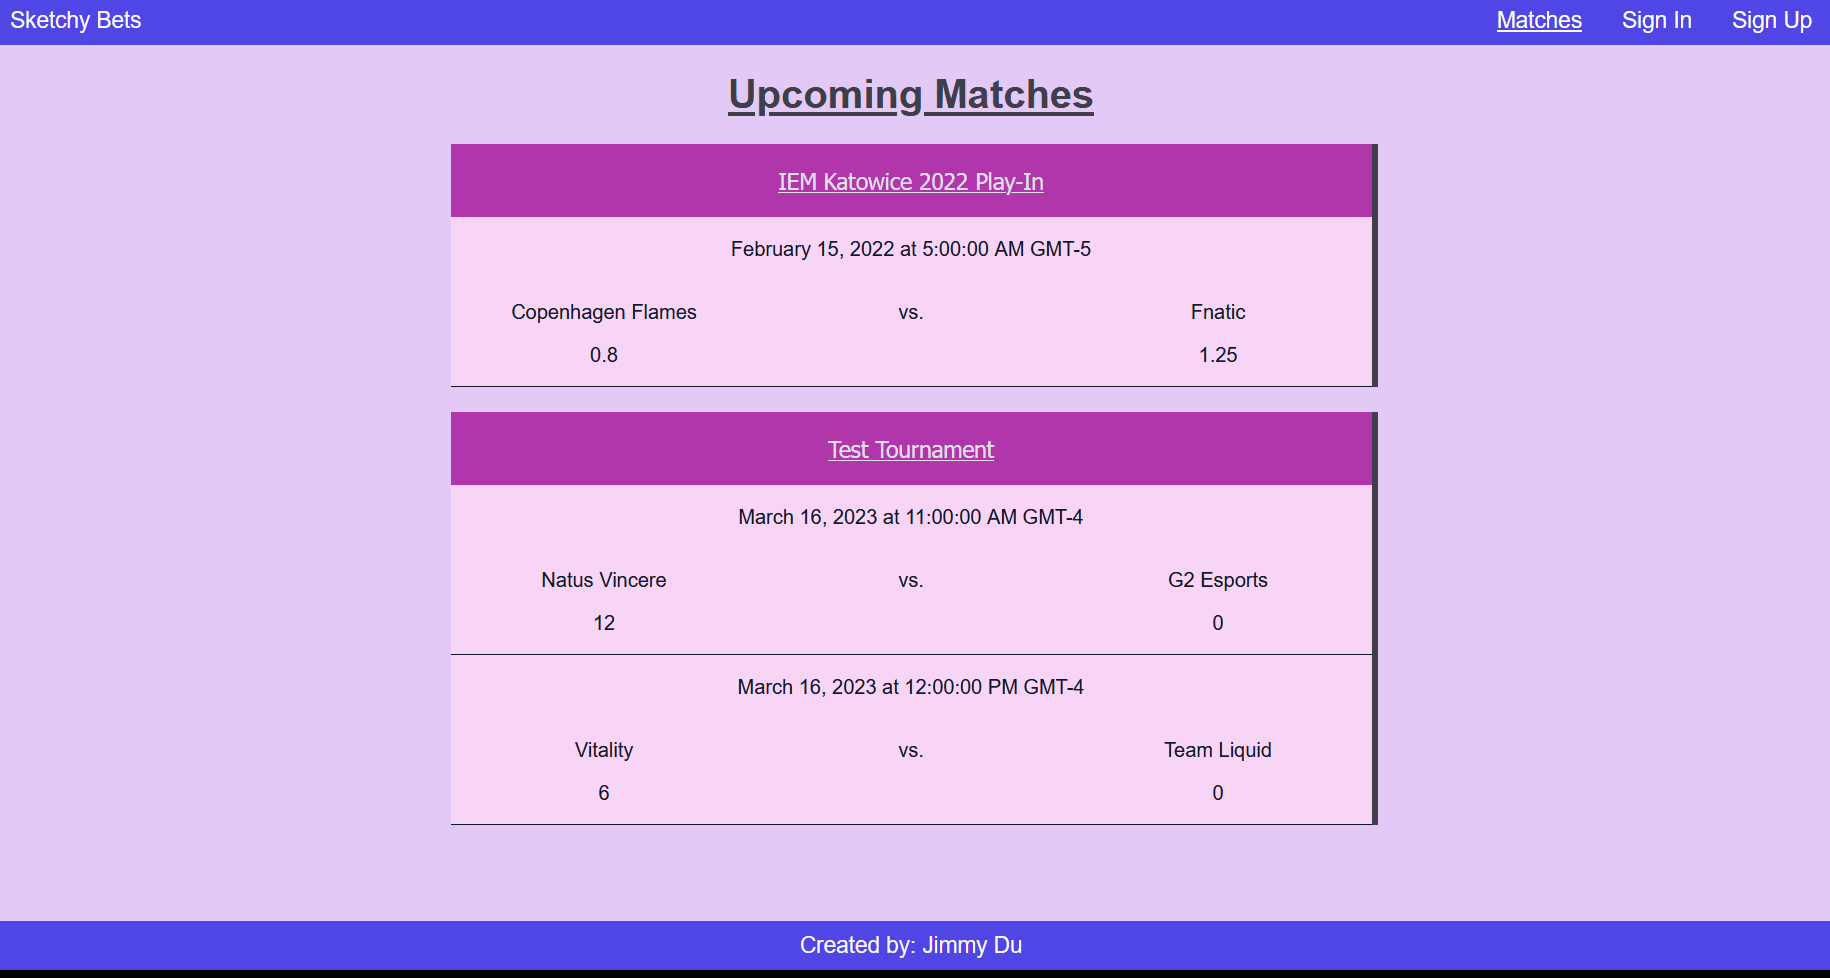 Sketchy Bets Matches Sign In Sign Up
Upcoming Matches
IEM Katowice 2022 Play-In
February 15, 2022 at 5:00:00 AM GMT-5
Copenhagen Flames vs. Fnatic
0.8 1.25
Test Tournament
March 16, 2023 at 11:00:00 AM GMT-4
Natus Vincere vs. G2 Esports
12 0
March 16, 2023 at 12:00:00 PM GMT-4
Vitality vs. Team Liquid
6 0
Created by: Jimmy Du